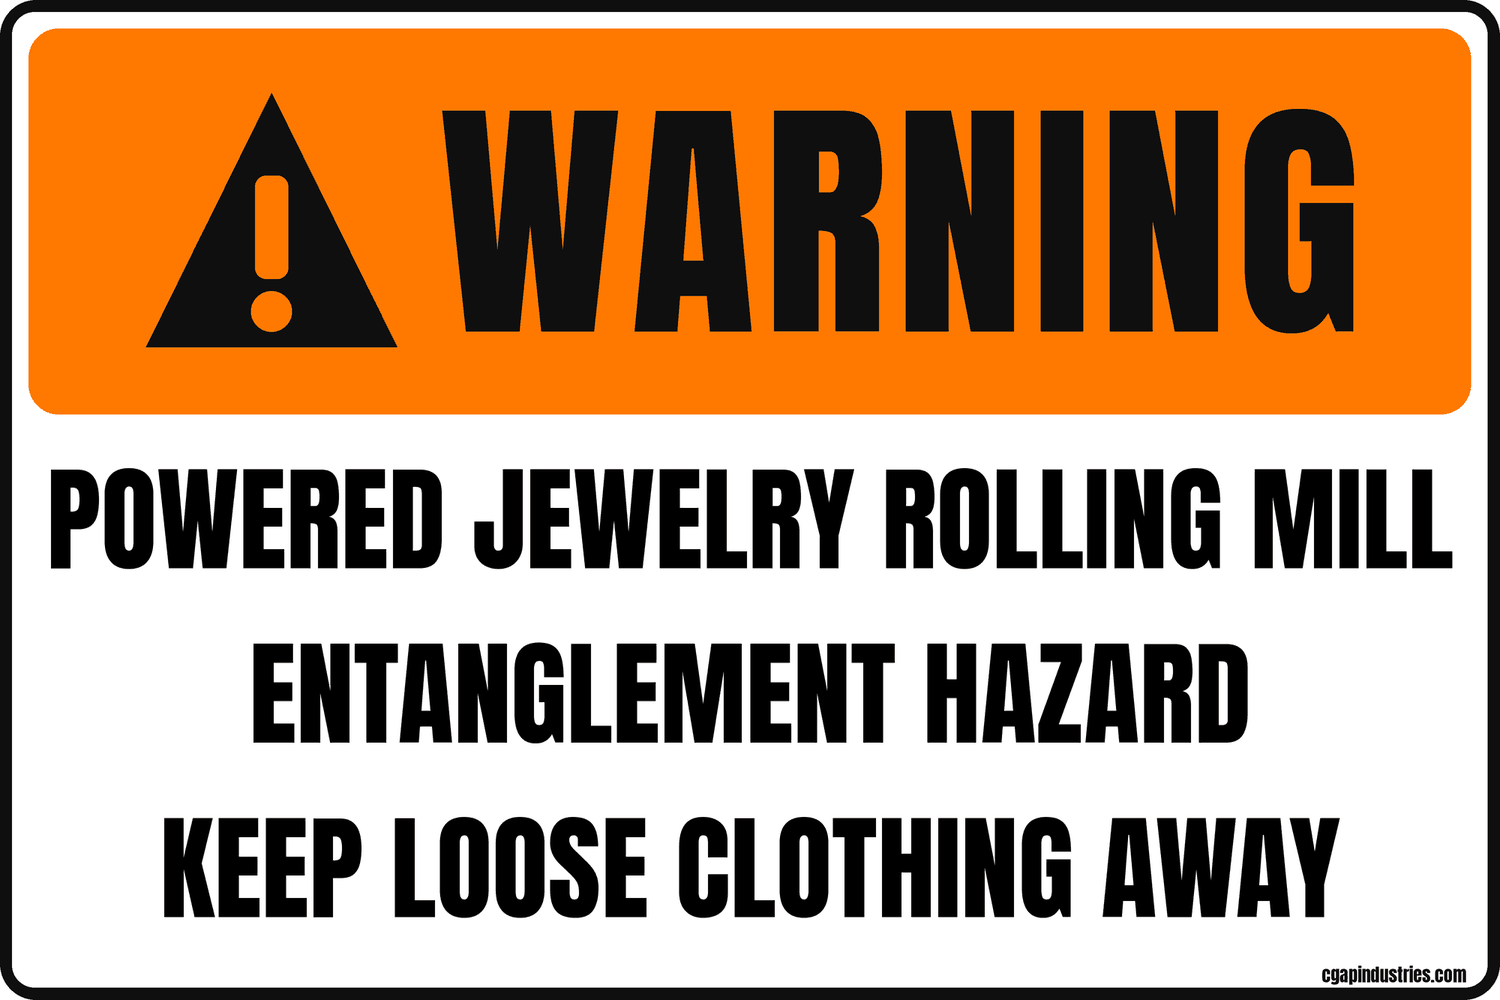 WARNING
POWERED JEWELRY ROLLING MILL
ENTANGLEMENT HAZARD
KEEP LOOSE CLOTHING AWAY
cgapindustries.com